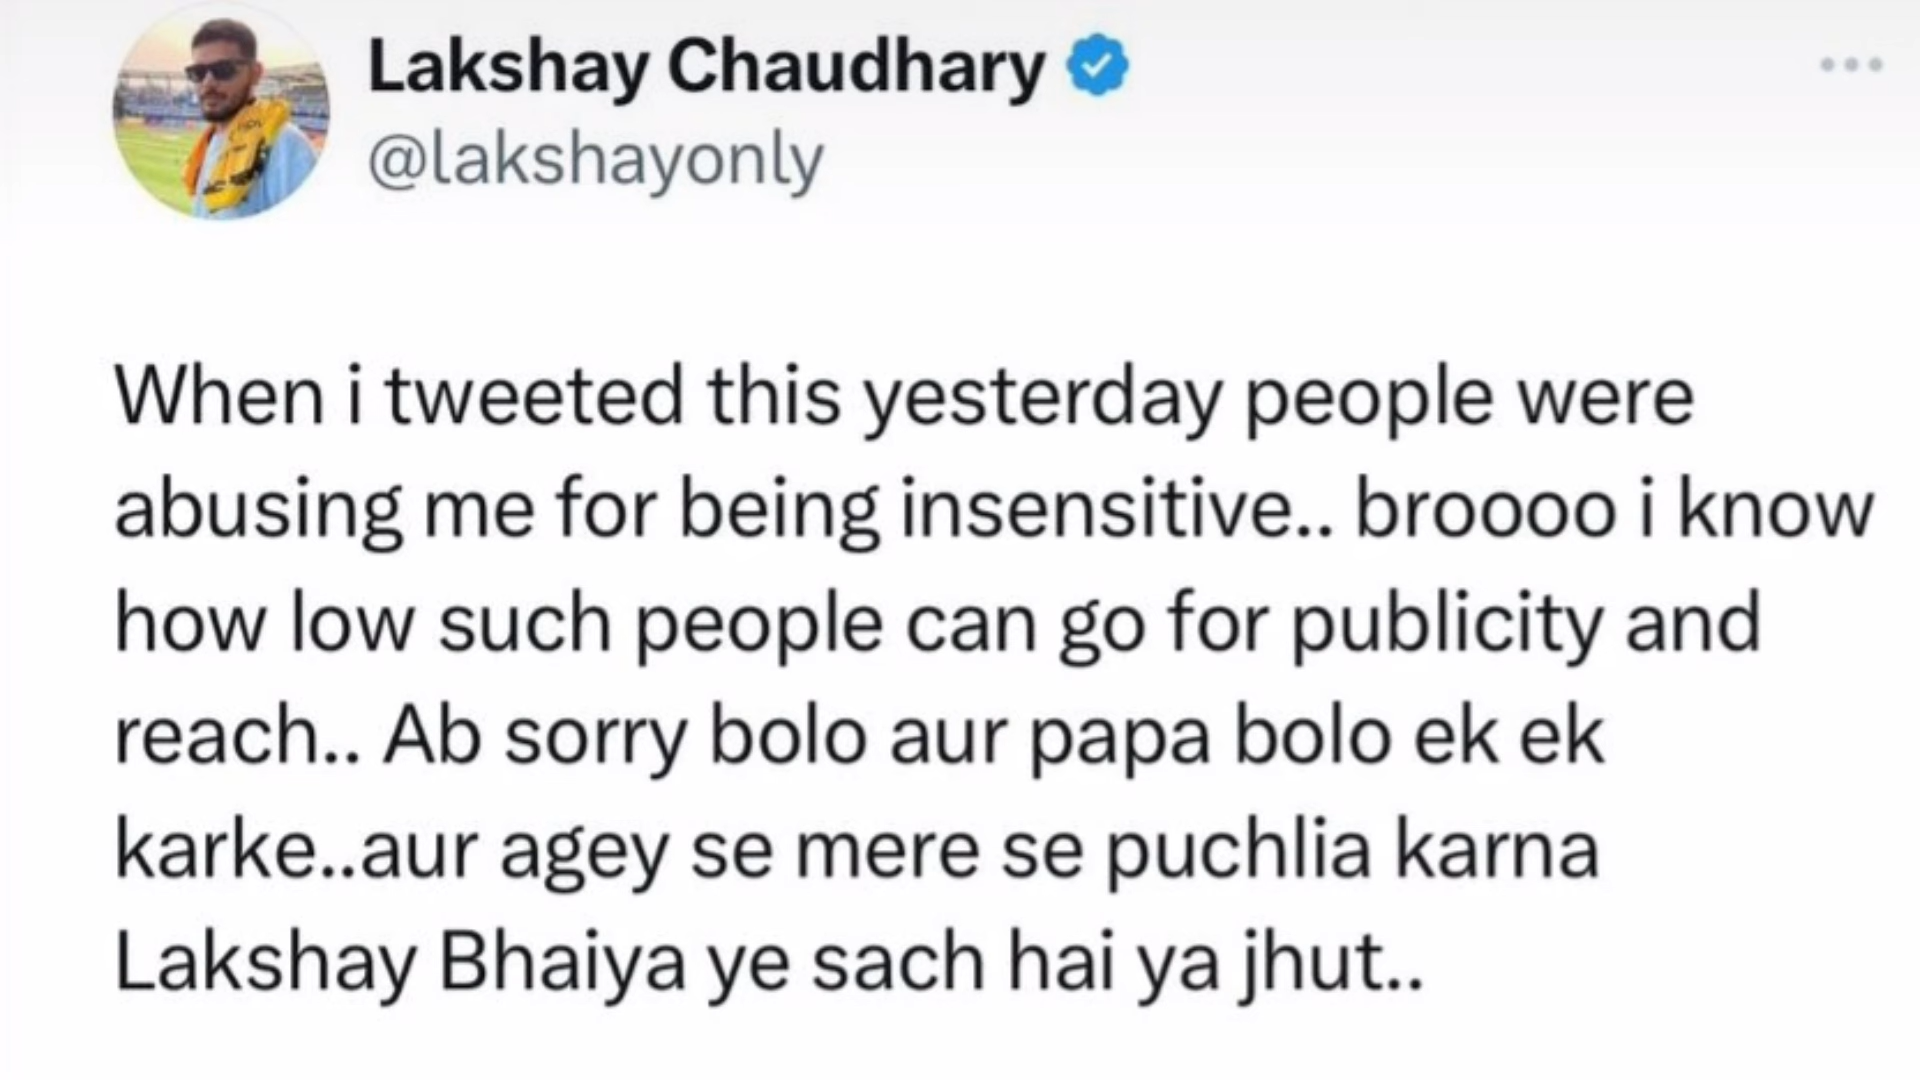 Lakshay Chaudhary
@lakshayonly
When i tweeted this yesterday people were
abusing me for being insensitive.. broooo i know
how low such people can go for publicity and
reach.. Ab sorry bolo aur papa bolo ek ek
karke..aur agey se mere se puchlia karna
Lakshay Bhaiya ye sach hai ya jhut..